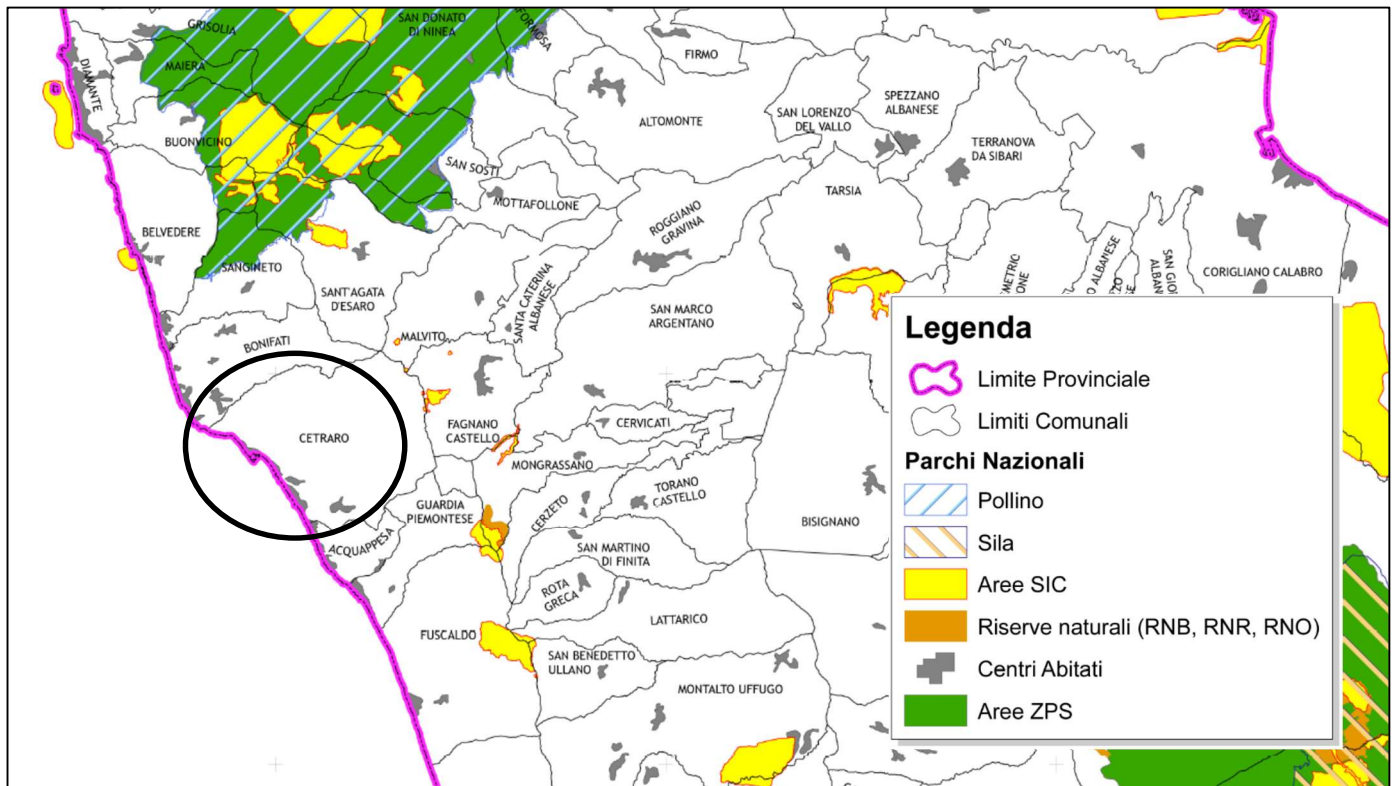 GRISOLIA
SAN DONATO
DI NINEA
FIRMO
MAIERA
DIAMANTE
ALTOMONTE
SAN LORENZO
DEL VALLO
SPEZZANO
ALBANESE
TERRANOVA
DA SIBARI
BUONVICINO
SAN SOSTI
MOTTAFOLLONE
TARSIA
BELVEDERE
ROGGIANO
GRAVINA
SANGINETO
SANT'AGATA
D'ESARO
SANTA CATERINA
ALBANESE
SAN MARCO
ARGENTANO
CORIGLIANO CALABRO
BONIFATI
MALVITO
CETRARO
FAGNANO
CASTELLO
CERVICATI
MONGRASSANO
GUARDIA
PIEMONTESE
CERZETO
TORANO
CASTELLO
BISIGNANO
ACQUAPPESA
SAN MARTINO
DI FINITA
ROTA
GRECA
LATTARICO
FUSCALDO
SAN BENEDETTO
ULLANO
MONTALTO UFFUGO
Legenda
Limite Provinciale
Limiti Comunali
Parchi Nazionali
Pollino
Sila
Aree SIC
Riserve naturali (RNB, RNR, RNO)
Centri Abitati
Aree ZPS